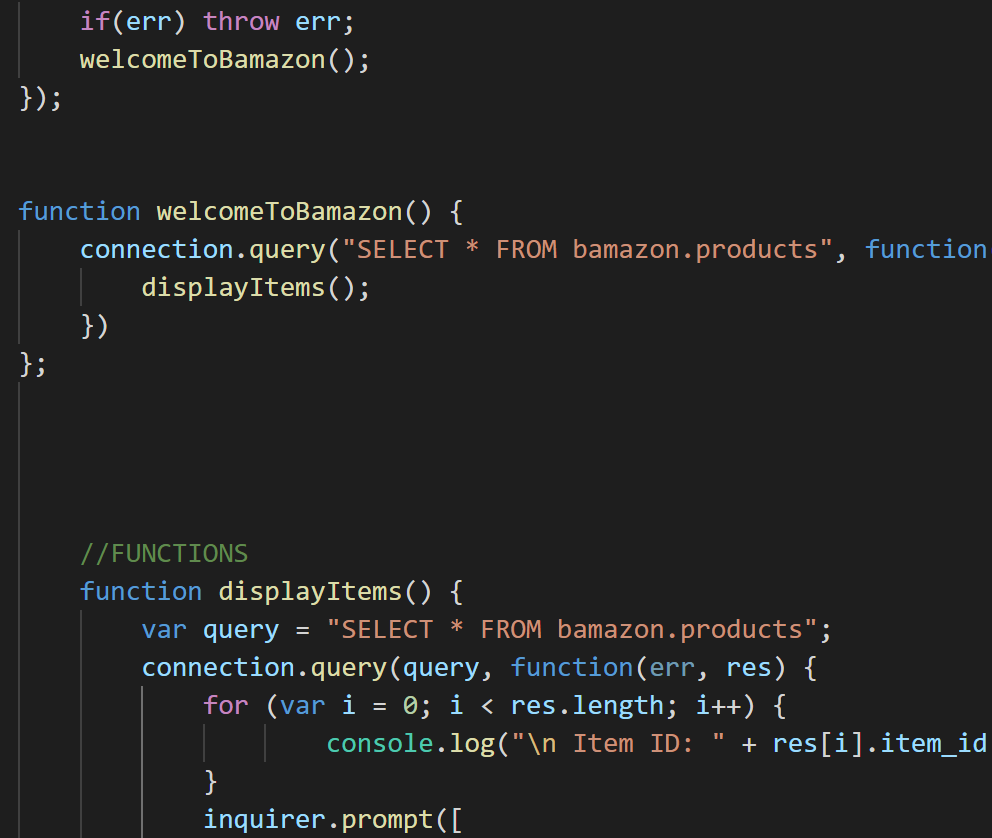 if(err) throw err;
    welcomeToBamazon();
});
function welcomeToBamazon() {
    connection.query("SELECT * FROM bamazon.products", function
        displayItems();
    })
};
    //FUNCTIONS
    function displayItems() {
        var query = "SELECT * FROM bamazon.products";
        connection.query(query, function(err, res) {
            for (var i = 0; i < res.length; i++) {
                    console.log("\n Item ID: " + res[i].item_id
            }
            inquirer.prompt([